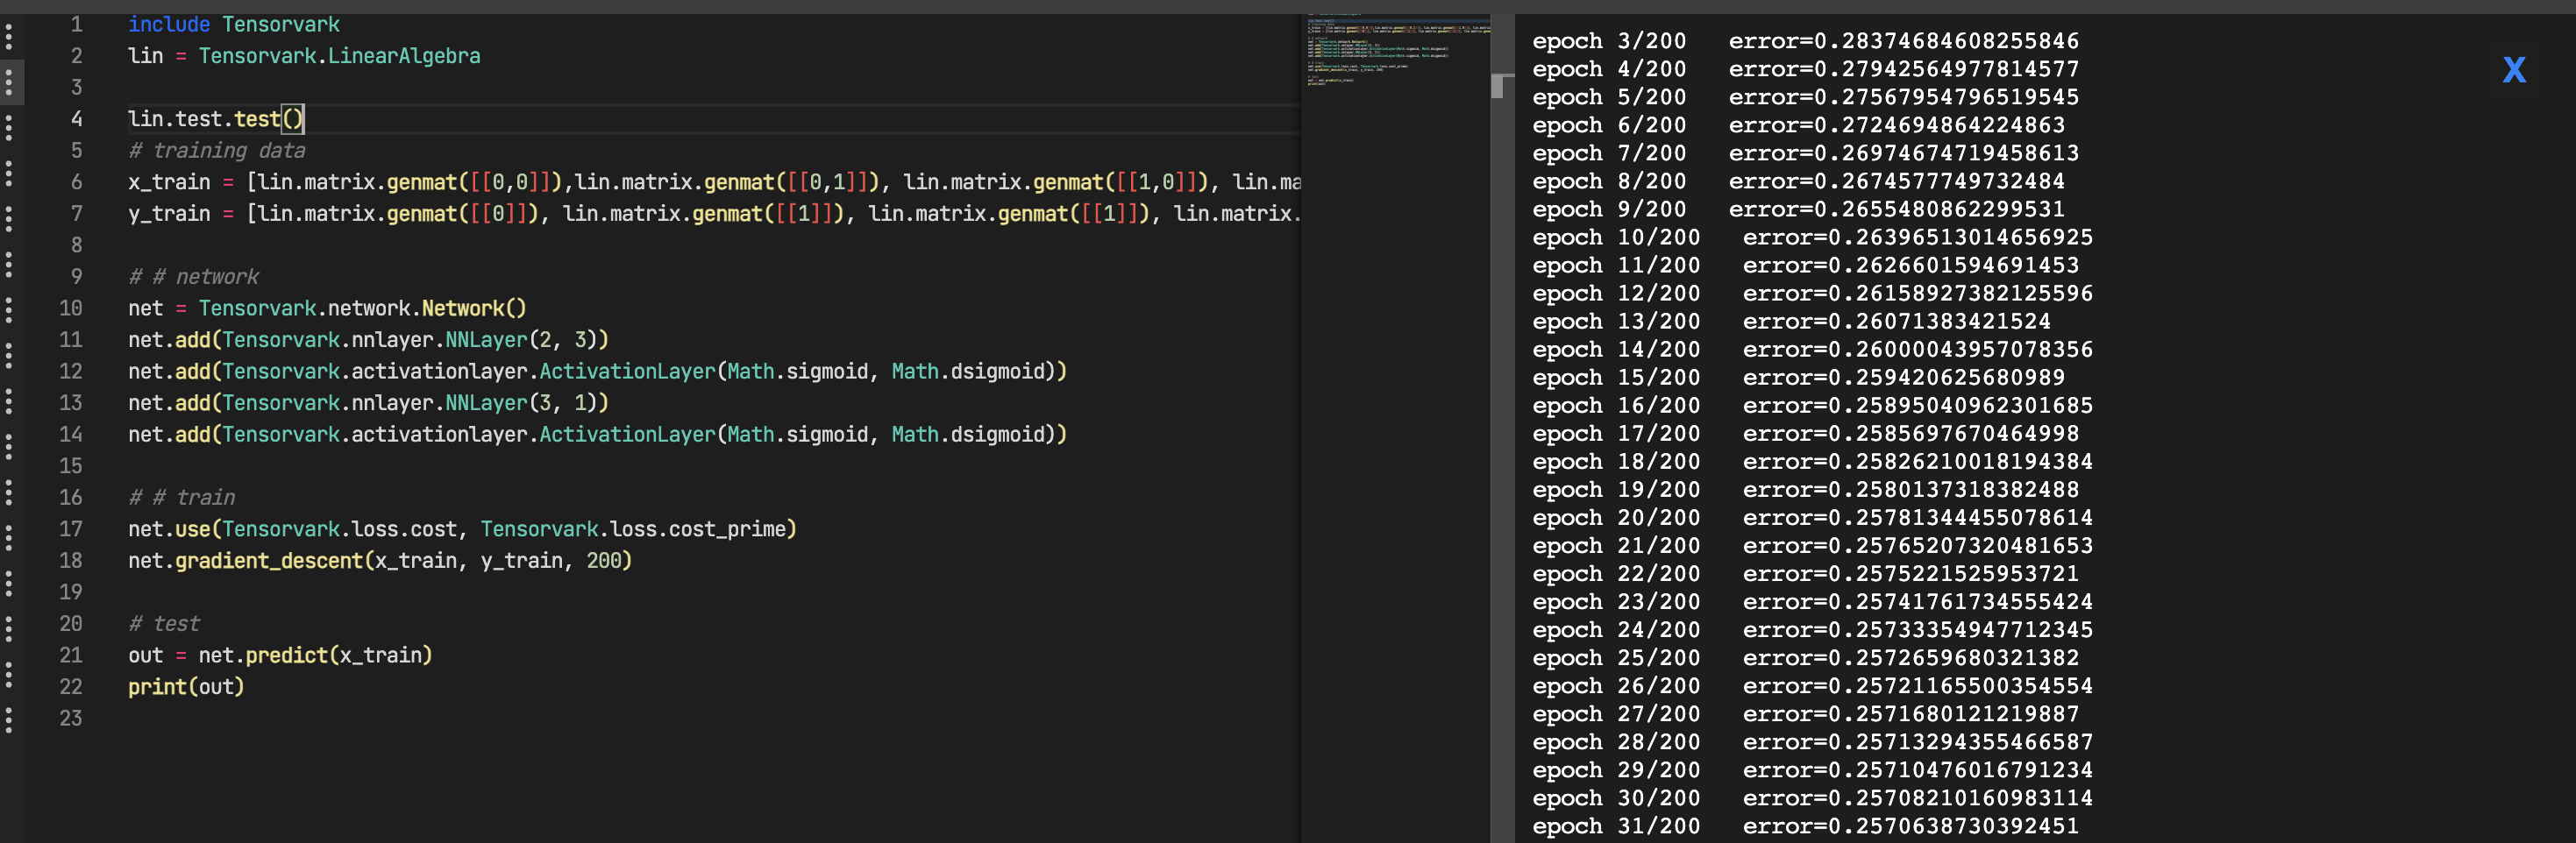 1 include Tensorvark
2 lin = Tensorvark.LinearAlgebra
3
4 lin.test.test()
5 # training data
6 x_train = [lin.matrix.genmat([[0,0]]),lin.matrix.genmat([[0,1]]), lin.matrix.genmat([[1,0]]), lin.ma
7 y_train = [lin.matrix.genmat([[0]]), lin.matrix.genmat([[1]]), lin.matrix.genmat([[1]]), lin.matrix.
8
9 # # network
10 net = Tensorvark.network.Network()
11 net.add(Tensorvark.nnlayer.NNLayer(2, 3))
12 net.add(Tensorvark.activationlayer.ActivationLayer(Math.sigmoid, Math.dsigmoid))
13 net.add(Tensorvark.nnlayer.NNLayer(3, 1))
14 net.add(Tensorvark.activationlayer.ActivationLayer(Math.sigmoid, Math.dsigmoid))
15
16 # # train
17 net.use(Tensorvark.loss.cost, Tensorvark.loss.cost_prime)
18 net.gradient_descent(x_train, y_train, 200)
19
20 # test
21 out = net.predict(x_train)
22 print(out)
23
epoch 3/200 error=0.28374684608255846
epoch 4/200 error=0.27942564977814577
epoch 5/200 error=0.27567954796519545
epoch 6/200 error=0.2724694864224863
epoch 7/200 error=0.26974674719458613
epoch 8/200 error=0.2674577749732484
epoch 9/200 error=0.2655480862299531
epoch 10/200 error=0.26396513014656925
epoch 11/200 error=0.2626601594691453
epoch 12/200 error=0.26158927382125596
epoch 13/200 error=0.26071383421524
epoch 14/200 error=0.26000043957078356
epoch 15/200 error=0.259420625680989
epoch 16/200 error=0.25895040962301685
epoch 17/200 error=0.2585697670464998
epoch 18/200 error=0.25826210018194384
epoch 19/200 error=0.2580137318382488
epoch 20/200 error=0.25781344455078614
epoch 21/200 error=0.25765207320481653
epoch 22/200 error=0.2575221525953721
epoch 23/200 error=0.25741761734555424
epoch 24/200 error=0.25733354947712345
epoch 25/200 error=0.2572659680321382
epoch 26/200 error=0.25721165500354554
epoch 27/200 error=0.2571680121219887
epoch 28/200 error=0.25713294355466587
epoch 29/200 error=0.25710476016791234
epoch 30/200 error=0.25708210160983114
epoch 31/200 error=0.2570638730392451
X